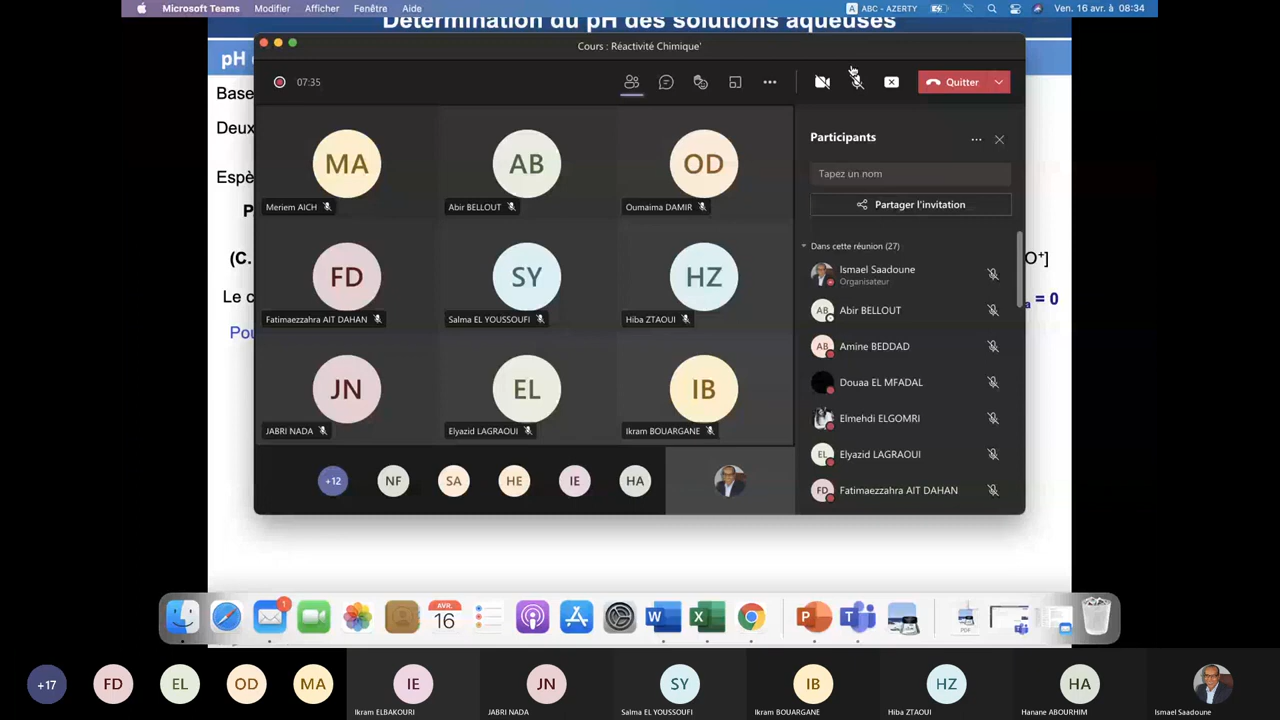 Microsoft Teams Modifier Afficher Fenêtre Aide ABC - AZERTY Ven. 16 avr. à 08:34
Détermination du pH des solutions aqueuses
Cours : Réactivité Chimique'
pH
07:35
Quitter
Base
Deux
Espè
P
(C.
Le c
Pou
O⁺]
a = 0
MA
AB
OD
Meriem AICH
Abir BELLOUT
Oumaima DAMIR
FD
SY
HZ
Fatimaezzahra AIT DAHAN
Salma EL YOUSSOUFI
Hiba ZTAOUI
JN
EL
IB
JABRI NADA
Elyazid LAGRAOUI
Ikram BOUARGANE
+12
NF
SA
HE
IE
HA
Participants
Tapez un nom
Partager l'invitation
Dans cette réunion (27)
Ismael Saadoune
Organisateur
AB Abir BELLOUT
AB Amine BEDDAD
Douaa EL MFADAL
Elmehdi ELGOMRI
EL Elyazid LAGRAOUI
FD Fatimaezzahra AIT DAHAN
1
AVR.
16
W
X
P
T
PDF
+17
FD
EL
OD
MA
IE
JN
SY
IB
HZ
HA
Ikram ELBAKOURI
JABRI NADA
Salma EL YOUSSOUFI
Ikram BOUARGANE
Hiba ZTAOUI
Hanane ABOURHIM
Ismael Saadoune